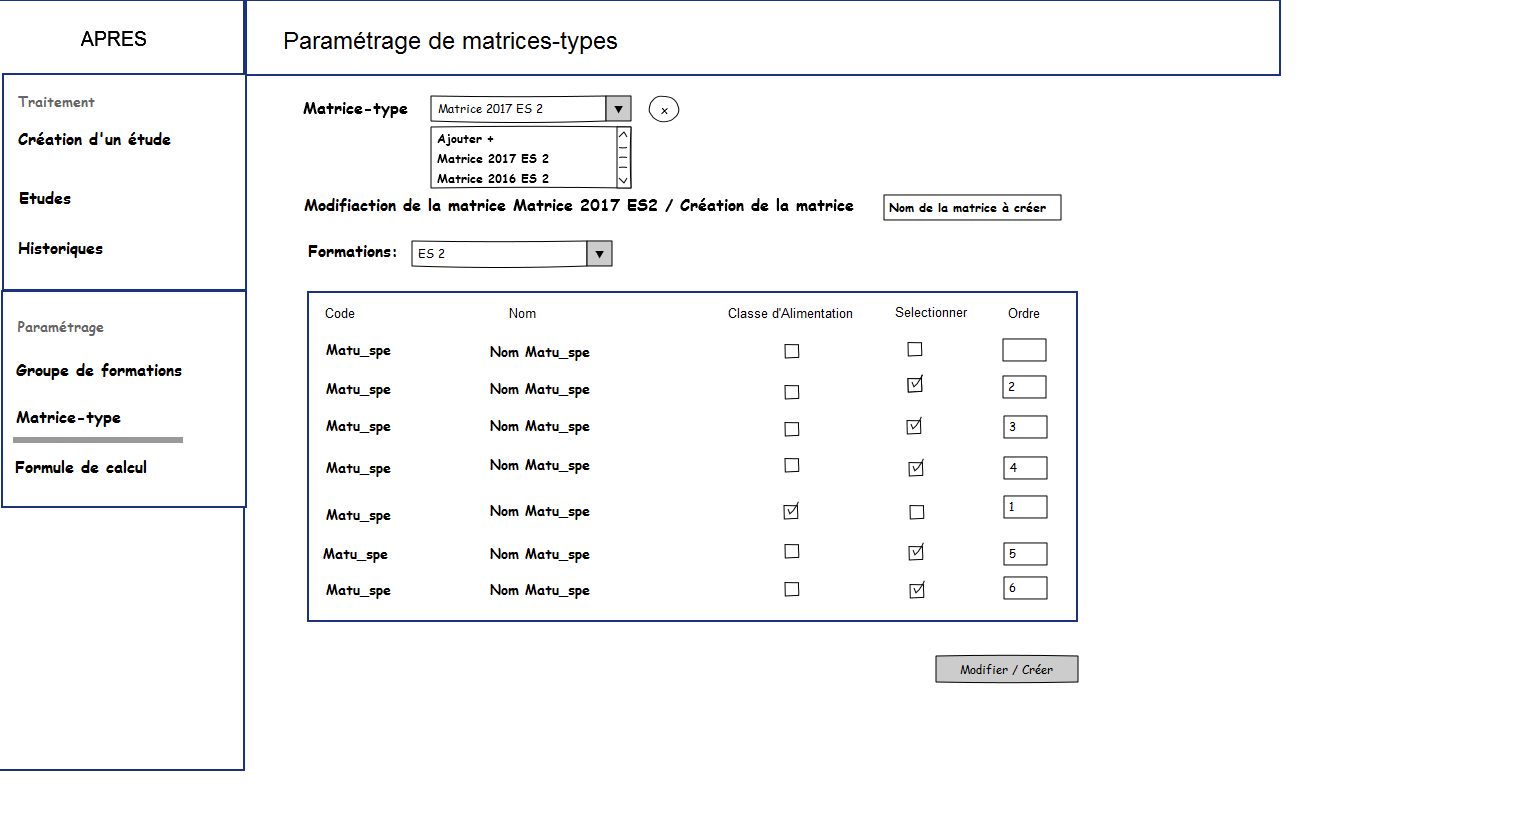 APRES
Paramétrage de matrices-types
Traitement
Création d'un étude
Etudes
Historiques
Paramétrage
Groupe de formations
Matrice-type
Formule de calcul
Matrice-type Matrice 2017 ES 2 x
Ajouter +
Matrice 2017 ES 2
Matrice 2016 ES 2
Modifiaction de la matrice Matrice 2017 ES2 / Création de la matrice Nom de la matrice à créer
Formations: ES 2
Code Nom Classe d'Alimentation Selectionner Ordre
Matu_spe Nom Matu_spe
Matu_spe Nom Matu_spe 2
Matu_spe Nom Matu_spe 3
Matu_spe Nom Matu_spe 4
Matu_spe Nom Matu_spe 1
Matu_spe Nom Matu_spe 5
Matu_spe Nom Matu_spe 6
Modifier / Créer